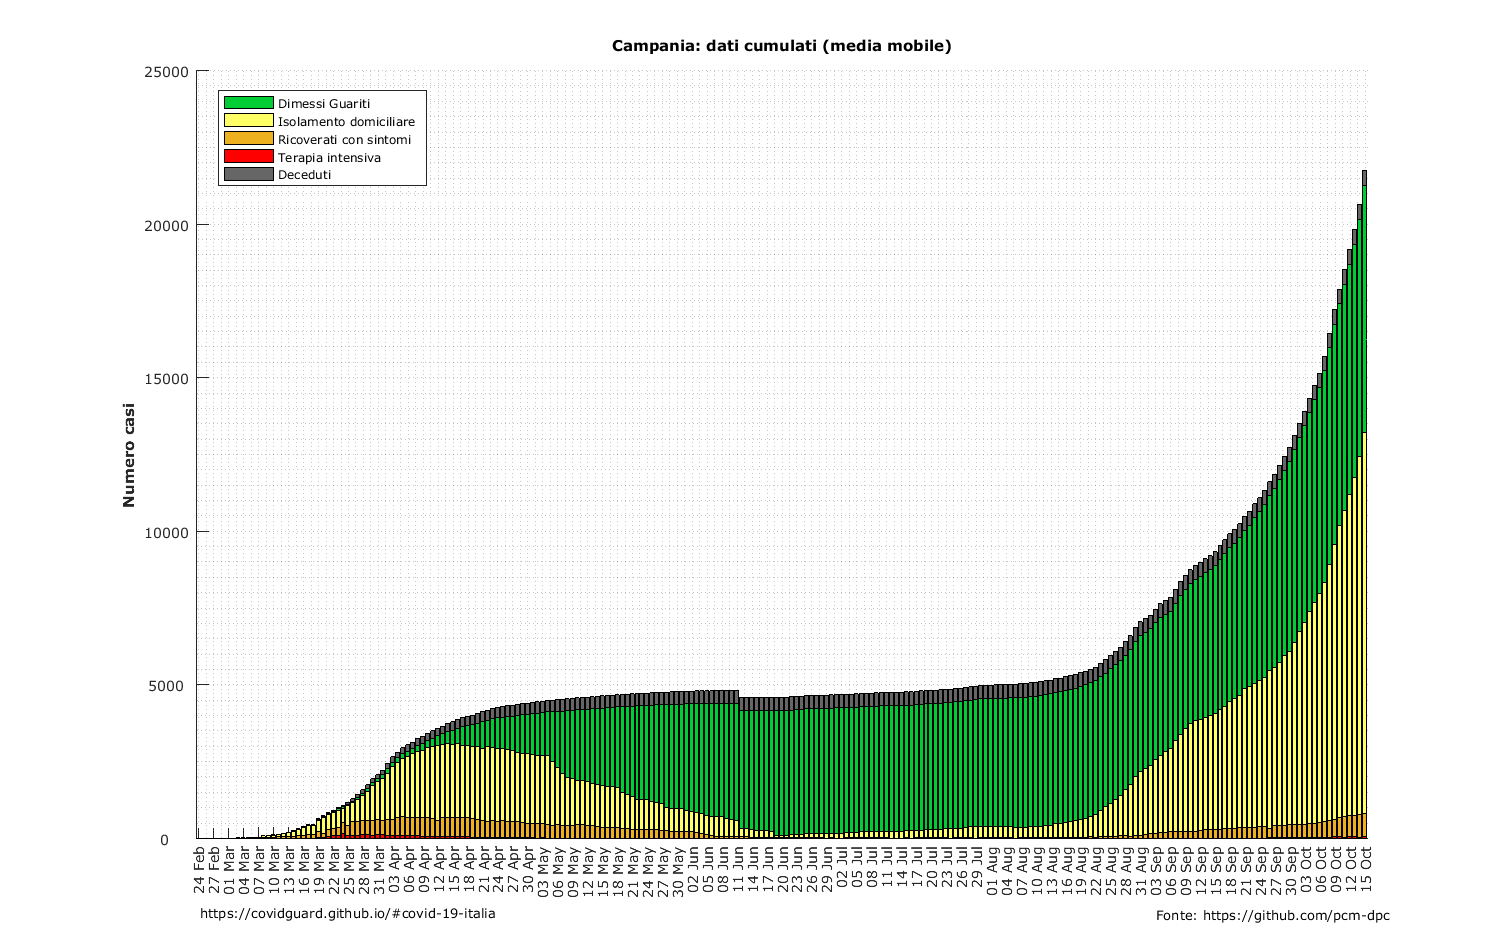 Campania: dati cumulati (media mobile)
25000
20000
15000
10000
5000
0
Numero casi
Dimessi Guariti
Isolamento domiciliare
Ricoverati con sintomi
Terapia intensiva
Deceduti
24 Feb
27 Feb
01 Mar
04 Mar
07 Mar
10 Mar
13 Mar
16 Mar
19 Mar
22 Mar
25 Mar
28 Mar
31 Mar
03 Apr
06 Apr
09 Apr
12 Apr
15 Apr
18 Apr
21 Apr
24 Apr
27 Apr
30 Apr
03 May
06 May
09 May
12 May
15 May
18 May
21 May
24 May
27 May
30 May
02 Jun
05 Jun
08 Jun
11 Jun
14 Jun
17 Jun
20 Jun
23 Jun
26 Jun
29 Jun
02 Jul
05 Jul
08 Jul
11 Jul
14 Jul
17 Jul
20 Jul
23 Jul
26 Jul
29 Jul
01 Aug
04 Aug
07 Aug
10 Aug
13 Aug
16 Aug
19 Aug
22 Aug
25 Aug
28 Aug
31 Aug
03 Sep
06 Sep
09 Sep
12 Sep
15 Sep
18 Sep
21 Sep
24 Sep
27 Sep
30 Sep
03 Oct
06 Oct
09 Oct
12 Oct
15 Oct
https://covidguard.github.io/#covid-19-italia
Fonte: https://github.com/pcm-dpc